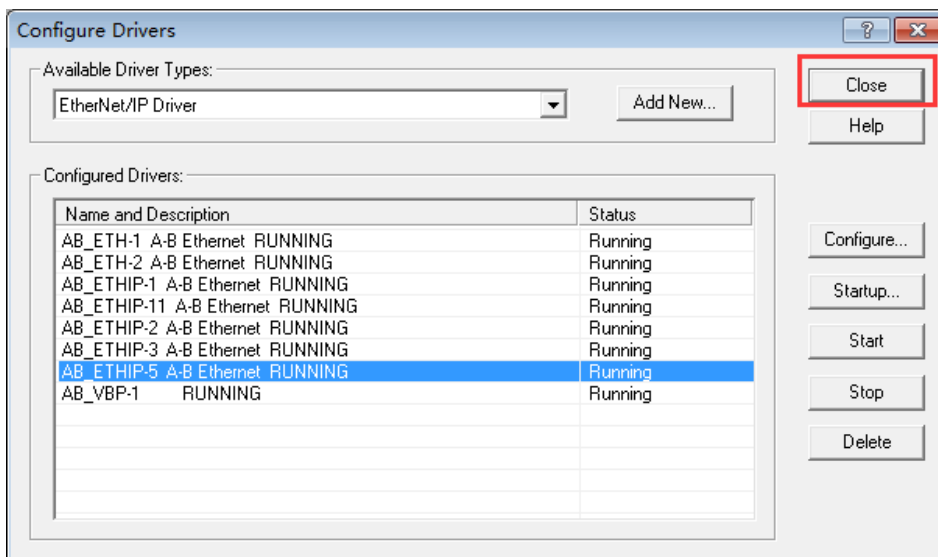 Configure Drivers
Available Driver Types:
EtherNet/IP Driver
Add New...
Close
Help
Configured Drivers:
Name and Description Status
AB_ETH-1 A-B Ethernet RUNNING Running
AB_ETH-2 A-B Ethernet RUNNING Running
AB_ETHIP-1 A-B Ethernet RUNNING Running
AB_ETHIP-11 A-B Ethernet RUNNING Running
AB_ETHIP-2 A-B Ethernet RUNNING Running
AB_ETHIP-3 A-B Ethernet RUNNING Running
AB_ETHIP-5 A-B Ethernet RUNNING Running
AB_VBP-1 RUNNING Running
Configure...
Startup...
Start
Stop
Delete